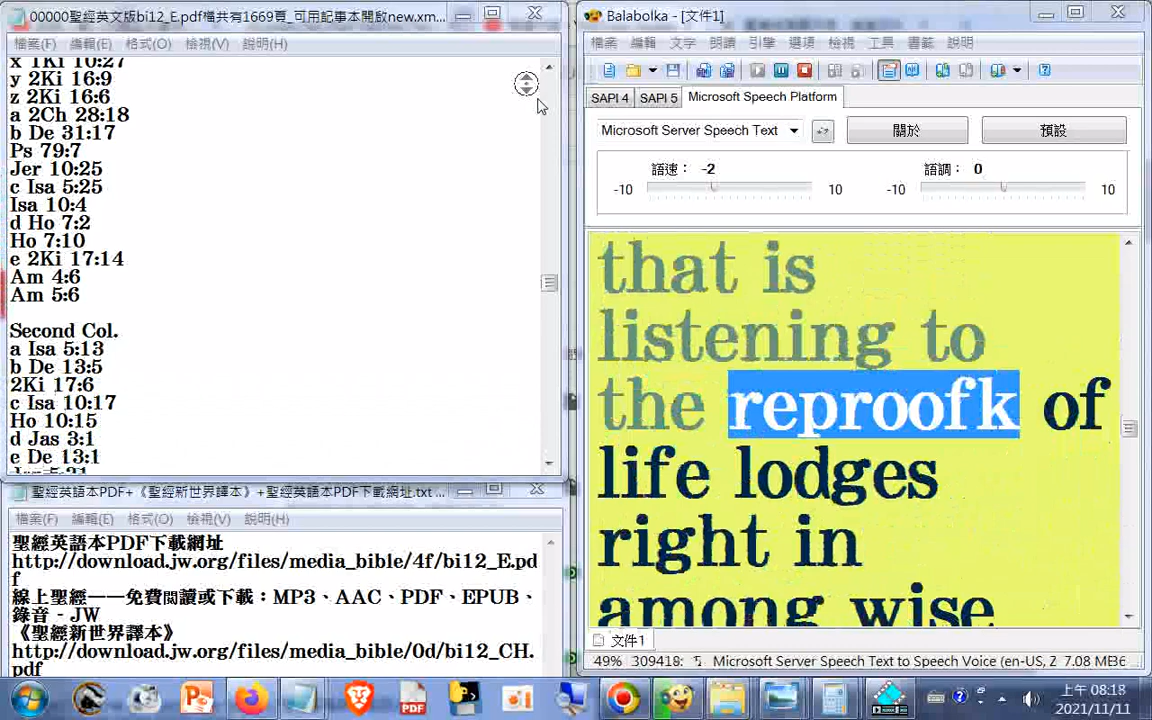 00000聖經英文版bi12_E.pdf檔共有1669頁_可用記事本開啟new.xm...
檔案(F) 編輯(E) 格式(O) 檢視(V) 說明(H)
x 1Ki 10:27
y 2Ki 16:9
z 2Ki 16:6
a 2Ch 28:18
b De 31:17
Ps 79:7
Jer 10:25
c Isa 5:25
Isa 10:4
d Ho 7:2
Ho 7:10
e 2Ki 17:14
Am 4:6
Am 5:6
Second Col.
a Isa 5:13
b De 13:5
2Ki 17:6
c Isa 10:17
Ho 10:15
d Jas 3:1
e De 13:1
聖經英語本PDF+《聖經新世界譯本》+聖經英語本PDF下載網址.txt ...
檔案(F) 編輯(E) 格式(O) 檢視(V) 說明(H)
聖經英語本PDF下載網址
http://download.jw.org/files/media_bible/4f/bi12_E.pd
f
線上聖經——免費閱讀或下載：MP3、AAC、PDF、EPUB、
錄音 - JW
《聖經新世界譯本》
http://download.jw.org/files/media_bible/0d/bi12_CH.
pdf
Balabolka - [文件1]
檔案 編輯 文字 朗讀 引擎 選項 檢視 工具 書籤 說明
SAPI 4 SAPI 5 Microsoft Speech Platform
Microsoft Server Speech Text 關於 預設
語速： -2 語調： 0
-10 10 -10 10
that is
listening to
the reproofk of
life lodges
right in
among wise
文件1
49% 309418: Microsoft Server Speech Text to Speech Voice (en-US, 2 7.08 MB
上午 08:18
2021/11/11